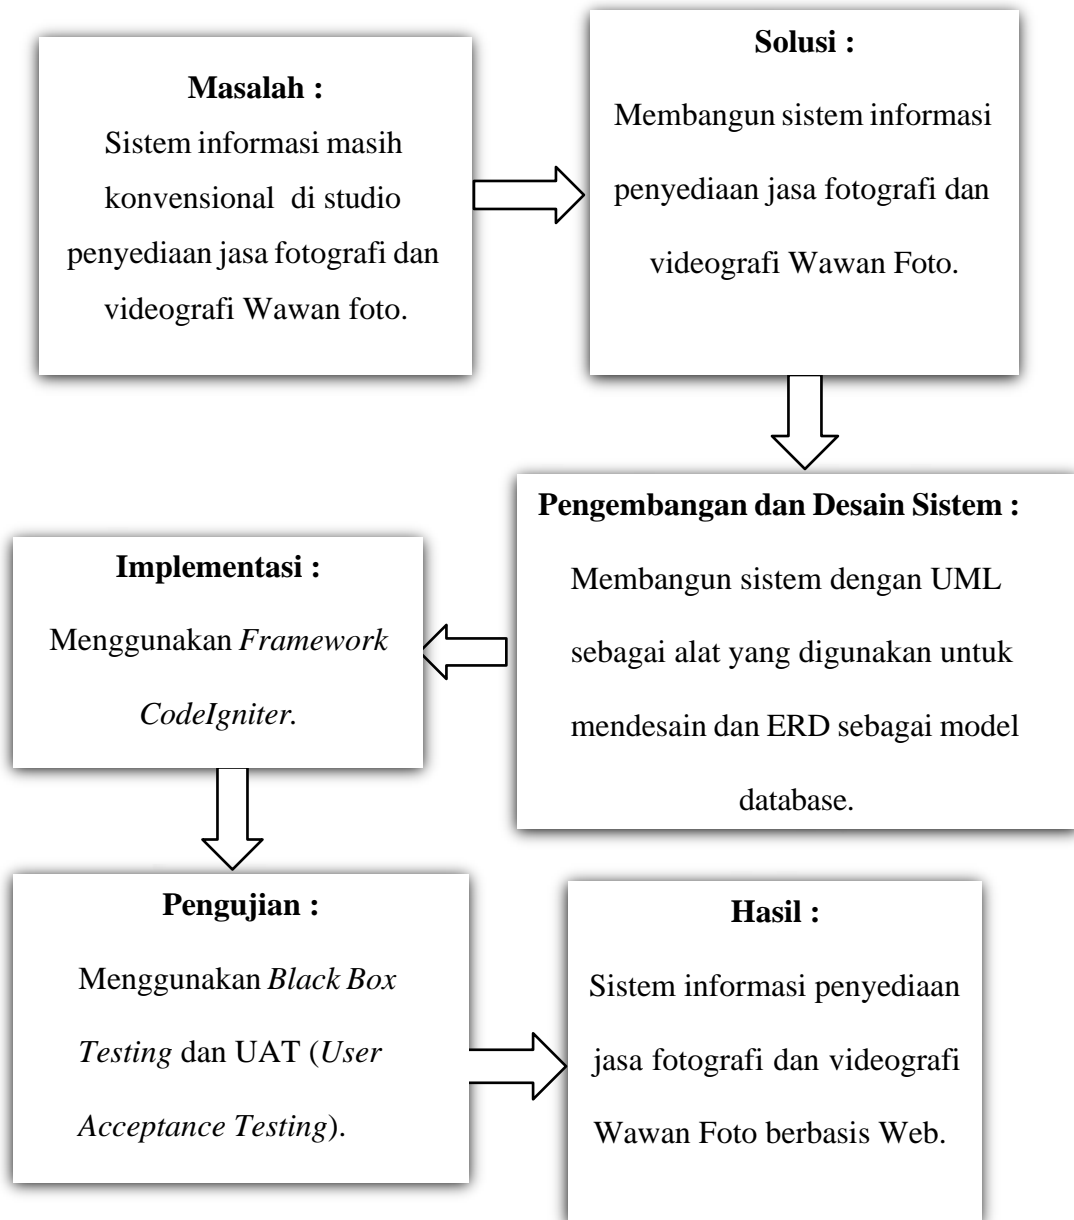 Masalah :
Sistem informasi masih
konvensional di studio
penyediaan jasa fotografi dan
videografi Wawan foto.
Solusi :
Membangun sistem informasi
penyediaan jasa fotografi dan
videografi Wawan Foto.
Pengembangan dan Desain Sistem :
Membangun sistem dengan UML
sebagai alat yang digunakan untuk
mendesain dan ERD sebagai model
database.
Implementasi :
Menggunakan Framework
CodeIgniter.
Pengujian :
Menggunakan Black Box
Testing dan UAT (User
Acceptance Testing).
Hasil :
Sistem informasi penyediaan
jasa fotografi dan videografi
Wawan Foto berbasis Web.